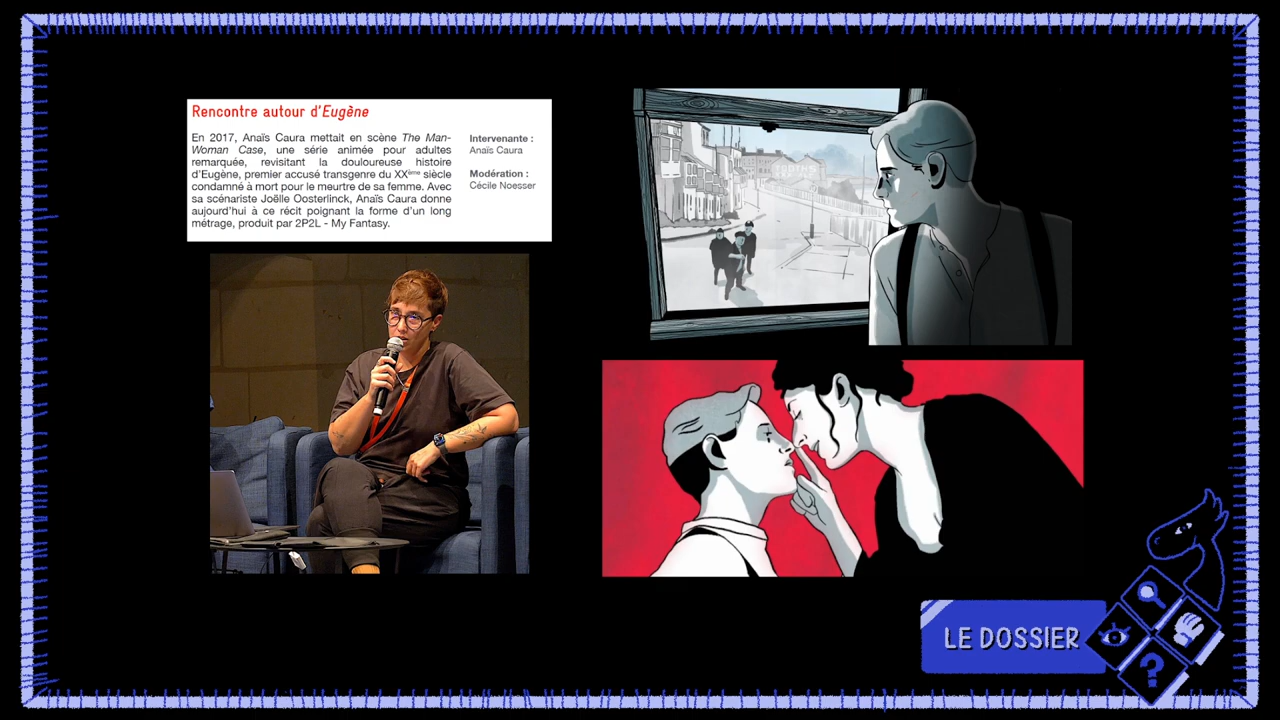 Rencontre autour d'Eugène
En 2017, Anaïs Caura mettait en scène The Man-
Woman Case, une série animée pour adultes
remarquée, revisitant la douloureuse histoire
d'Eugène, premier accusé transgenre du XXème siècle
condamné à mort pour le meurtre de sa femme. Avec
sa scénariste Joëlle Oosterlinck, Anaïs Caura donne
aujourd'hui à ce récit poignant la forme d'un long
métrage, produit par 2P2L - My Fantasy.
Intervenante :
Anaïs Caura
Modération :
Cécile Noesser
LE DOSSIER
?